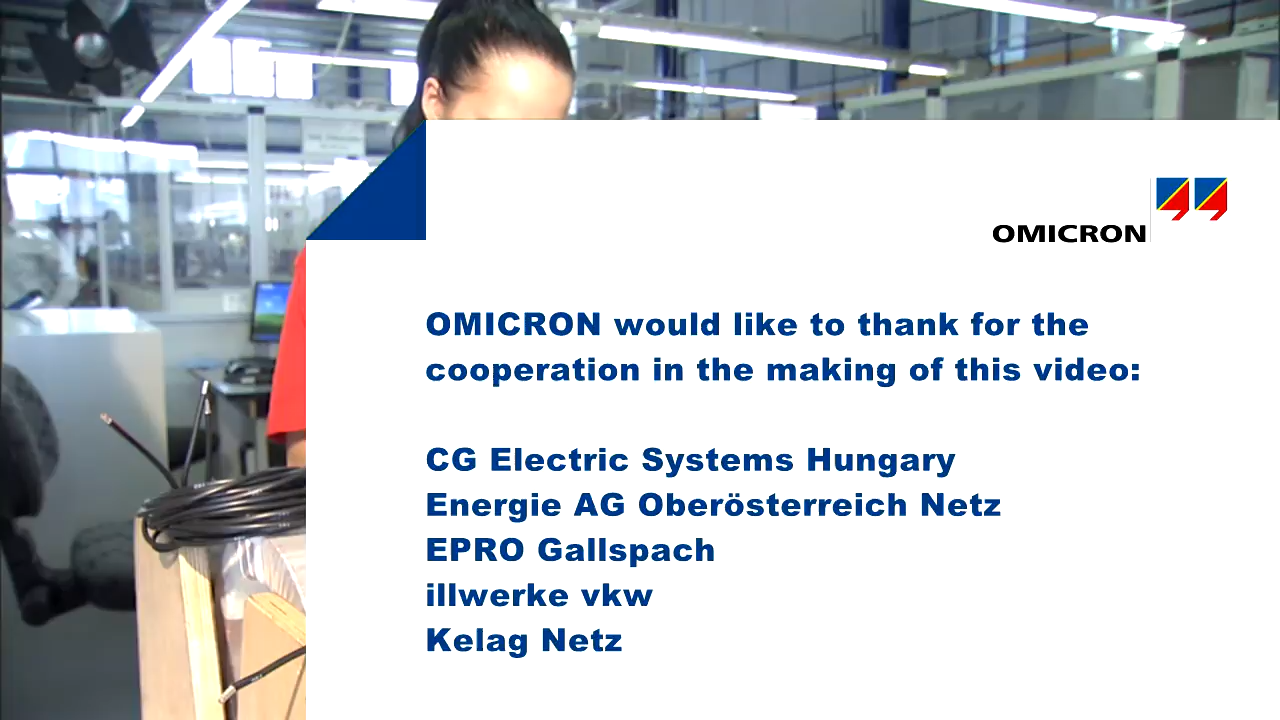 OMICRON
OMICRON would like to thank for the
cooperation in the making of this video:
CG Electric Systems Hungary
Energie AG Oberösterreich Netz
EPRO Gallspach
illwerke vkw
Kelag Netz